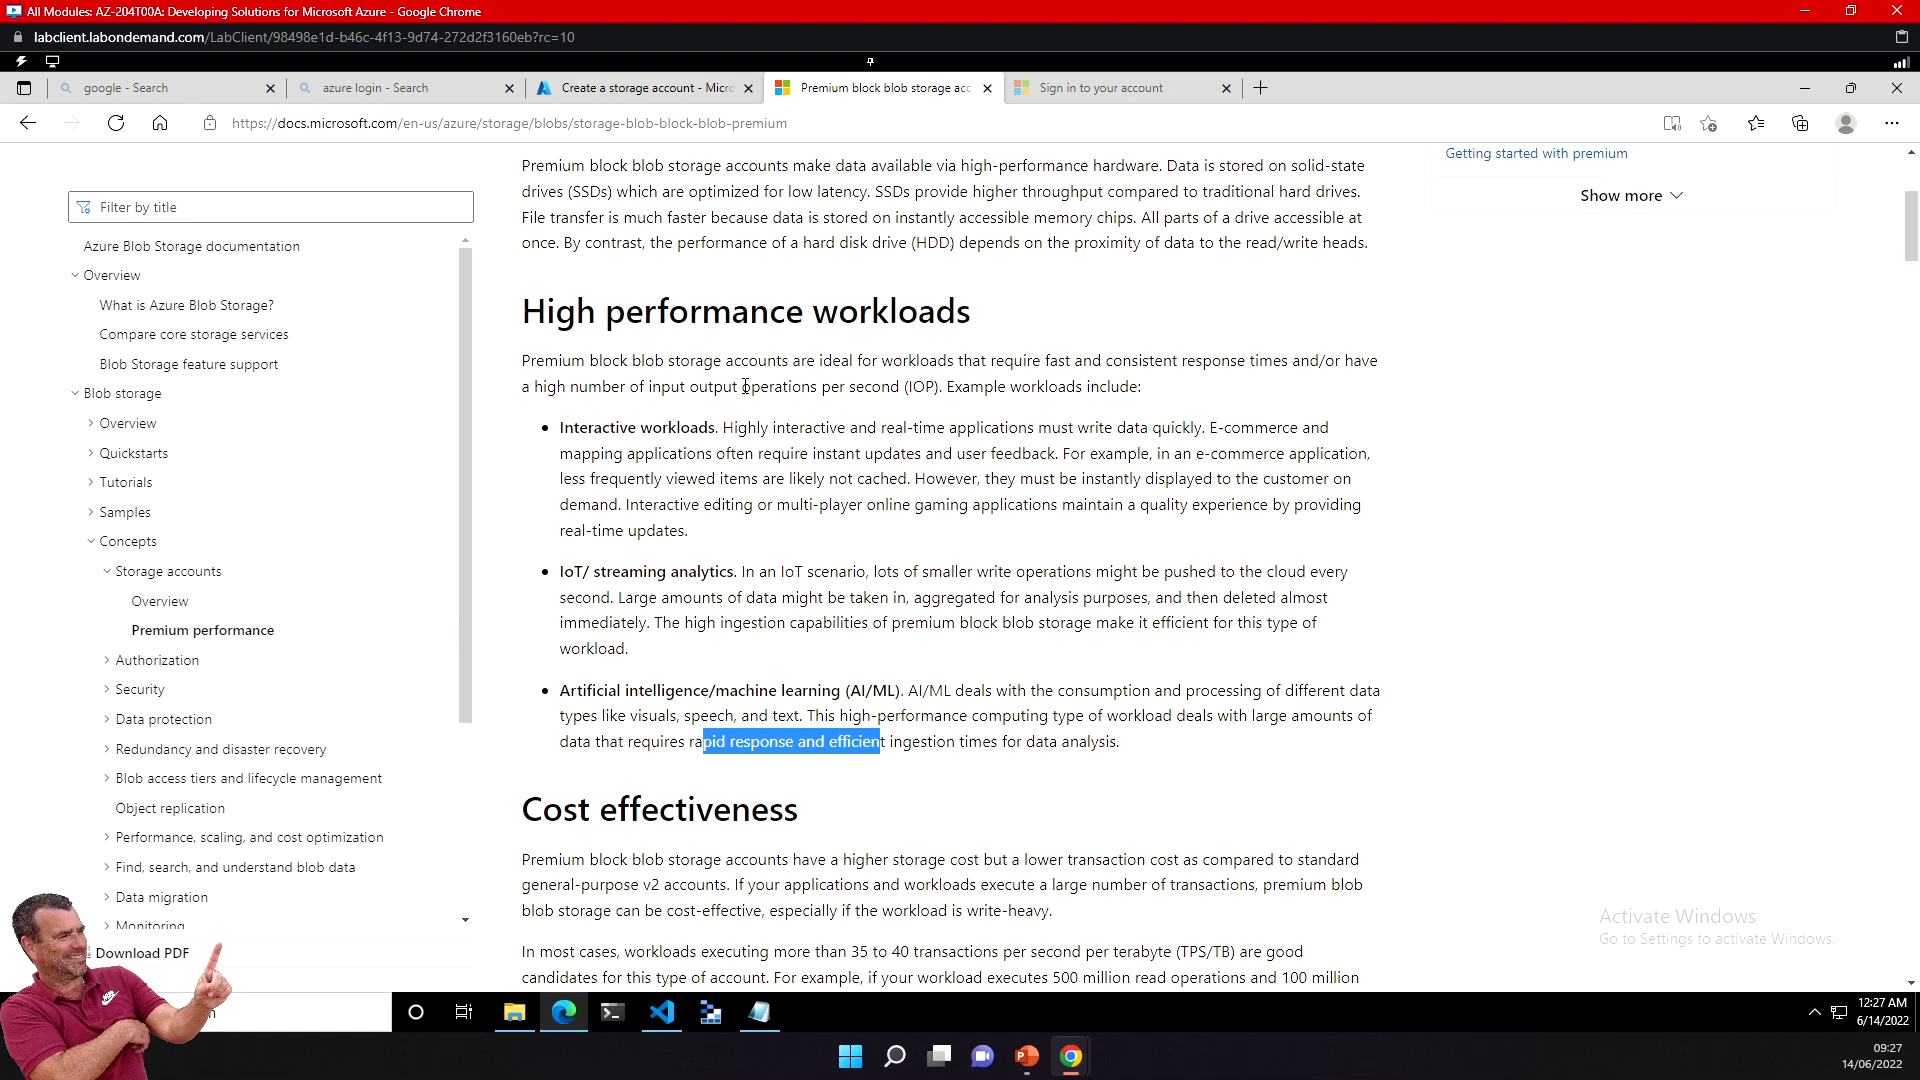 All Modules: AZ-204T00A: Developing Solutions for Microsoft Azure - Google Chrome
labclient.labondemand.com/LabClient/98498e1d-b46c-4f13-9d74-272d2f3160eb?rc=10
google - Search
azure login - Search
Create a storage account - Micr
Premium block blob storage acc
Sign in to your account
https://docs.microsoft.com/en-us/azure/storage/blobs/storage-blob-block-blob-premium
Filter by title
Azure Blob Storage documentation
Overview
What is Azure Blob Storage?
Compare core storage services
Blob Storage feature support
Blob storage
Overview
Quickstarts
Tutorials
Samples
Concepts
Storage accounts
Overview
Premium performance
Authorization
Security
Data protection
Redundancy and disaster recovery
Blob access tiers and lifecycle management
Object replication
Performance, scaling, and cost optimization
Find, search, and understand blob data
Data migration
Monitoring
Download PDF
Premium block blob storage accounts make data available via high-performance hardware. Data is stored on solid-state
drives (SSDs) which are optimized for low latency. SSDs provide higher throughput compared to traditional hard drives.
File transfer is much faster because data is stored on instantly accessible memory chips. All parts of a drive accessible at
once. By contrast, the performance of a hard disk drive (HDD) depends on the proximity of data to the read/write heads.
High performance workloads
Premium block blob storage accounts are ideal for workloads that require fast and consistent response times and/or have
a high number of input output operations per second (IOP). Example workloads include:
• Interactive workloads. Highly interactive and real-time applications must write data quickly. E-commerce and
mapping applications often require instant updates and user feedback. For example, in an e-commerce application,
less frequently viewed items are likely not cached. However, they must be instantly displayed to the customer on
demand. Interactive editing or multi-player online gaming applications maintain a quality experience by providing
real-time updates.
• IoT/ streaming analytics. In an IoT scenario, lots of smaller write operations might be pushed to the cloud every
second. Large amounts of data might be taken in, aggregated for analysis purposes, and then deleted almost
immediately. The high ingestion capabilities of premium block blob storage make it efficient for this type of
workload.
• Artificial intelligence/machine learning (AI/ML). AI/ML deals with the consumption and processing of different data
types like visuals, speech, and text. This high-performance computing type of workload deals with large amounts of
data that requires rapid response and efficient ingestion times for data analysis.
Cost effectiveness
Premium block blob storage accounts have a higher storage cost but a lower transaction cost as compared to standard
general-purpose v2 accounts. If your applications and workloads execute a large number of transactions, premium blob
blob storage can be cost-effective, especially if the workload is write-heavy.
In most cases, workloads executing more than 35 to 40 transactions per second per terabyte (TPS/TB) are good
candidates for this type of account. For example, if your workload executes 500 million read operations and 100 million
Getting started with premium
Show more
Activate Windows
Go to Settings to activate Windows.
12:27 AM
6/14/2022
09:27
14/06/2022